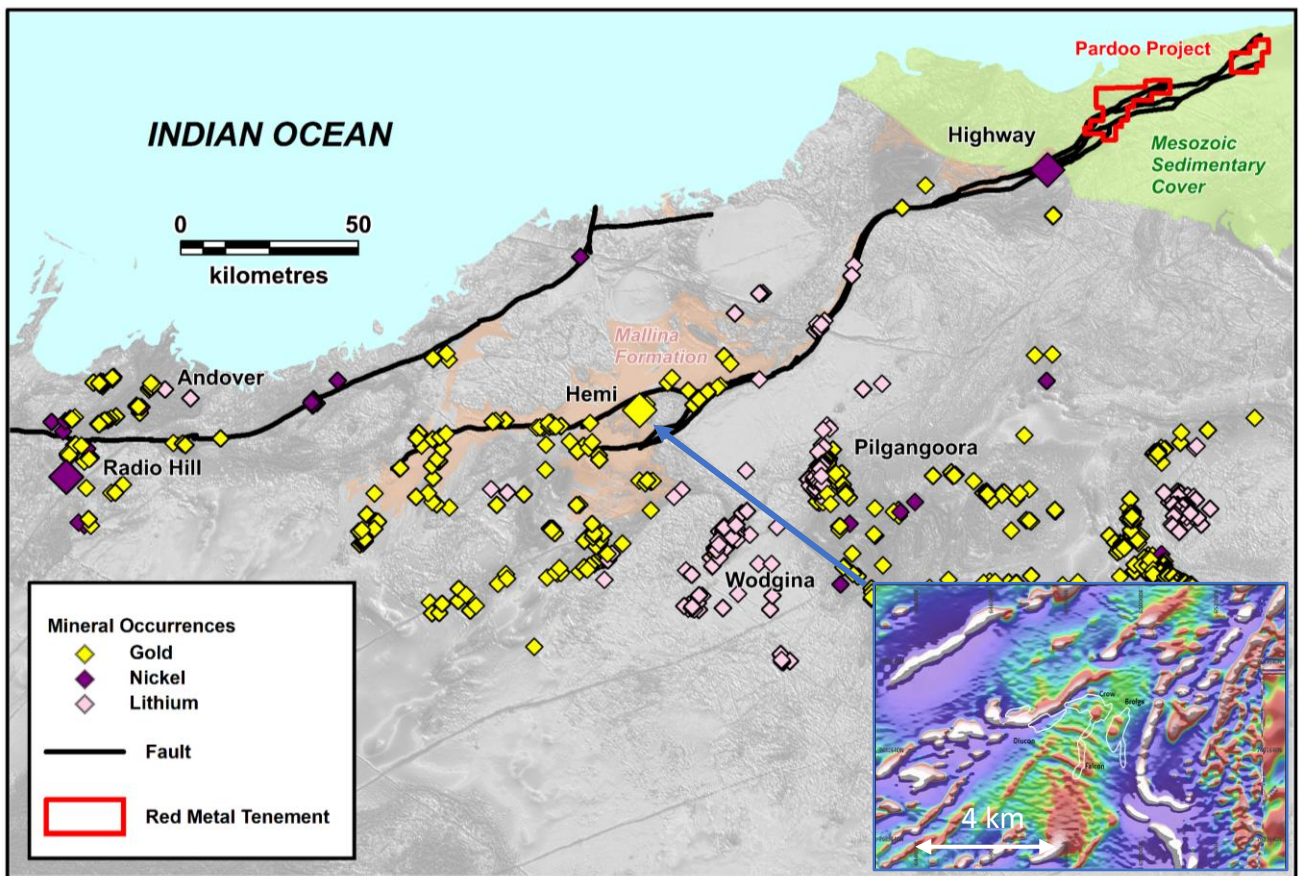 Pardoo Project
INDIAN OCEAN
Highway
Mesozoic
Sedimentary
Cover
0 50
kilometres
Mallina
Formation
Andover
Hemi
Radio Hill
Pilgangoora
Wodgina
Mineral Occurrences
Gold
Nickel
Lithium
Fault
Red Metal Tenement
Crow
Brolga
Diucon
Falcon
4 km